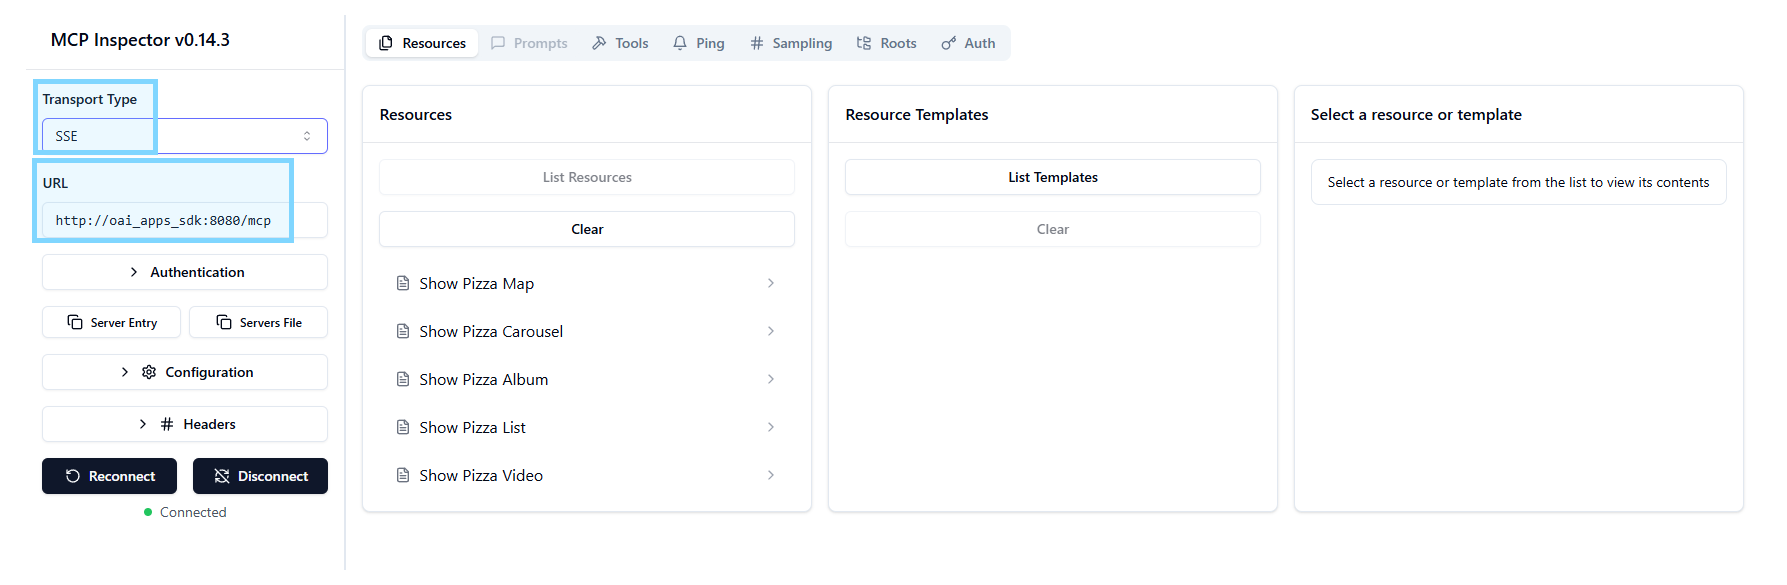 MCP Inspector v0.14.3
Transport Type
SSE
URL
http://oai_apps_sdk:8080/mcp
Authentication
Server Entry
Servers File
Configuration
Headers
Reconnect
Disconnect
Connected
Resources
Prompts
Tools
Ping
Sampling
Roots
Auth
Resources
List Resources
Clear
Show Pizza Map
Show Pizza Carousel
Show Pizza Album
Show Pizza List
Show Pizza Video
Resource Templates
List Templates
Clear
Select a resource or template
Select a resource or template from the list to view its contents